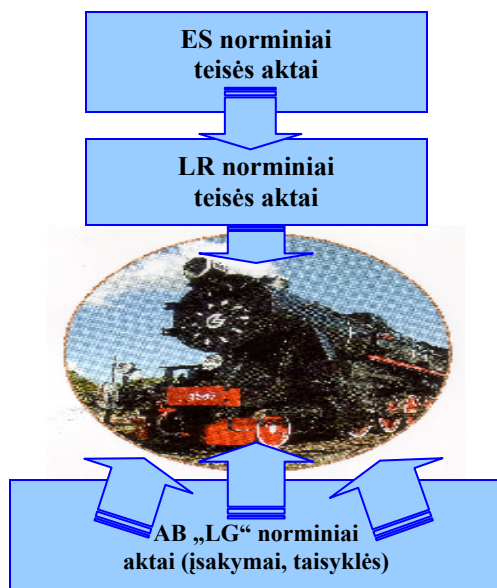 ES norminiai
teisės aktai
LR norminiai
teisės aktai
AB „LG“ norminiai
aktai (įsakymai, taisyklės)